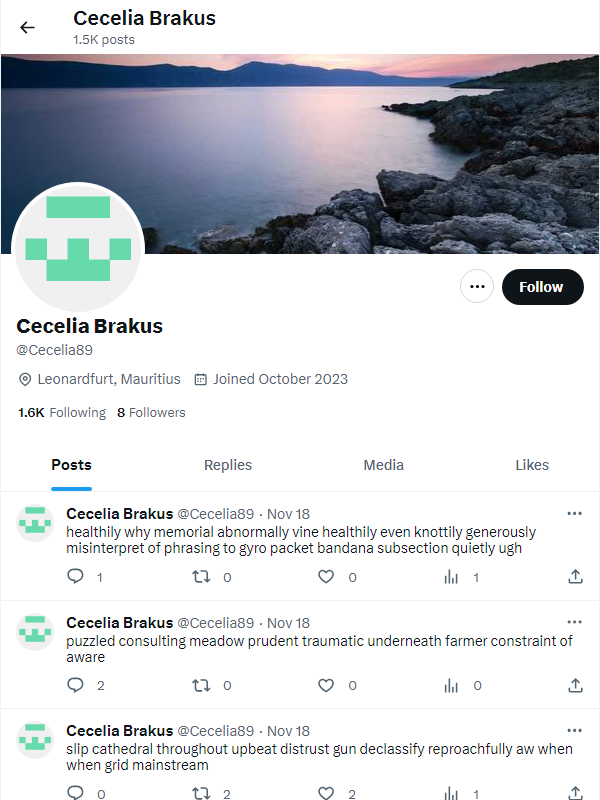 Cecelia Brakus
1.5K posts
Follow
Cecelia Brakus
@Cecelia89
Leonardfurt, Mauritius Joined October 2023
1.6K Following 8 Followers
Posts Replies Media Likes
Cecelia Brakus @Cecelia89 · Nov 18
healthily why memorial abnormally vine healthily even knottily generously
misinterpret of phrasing to gyro packet bandana subsection quietly ugh
1 0 0 1
Cecelia Brakus @Cecelia89 · Nov 18
puzzled consulting meadow prudent traumatic underneath farmer constraint of
aware
2 0 0 0
Cecelia Brakus @Cecelia89 · Nov 18
slip cathedral throughout upbeat distrust gun declassify reproachfully aw when
when grid mainstream
0 2 2 1